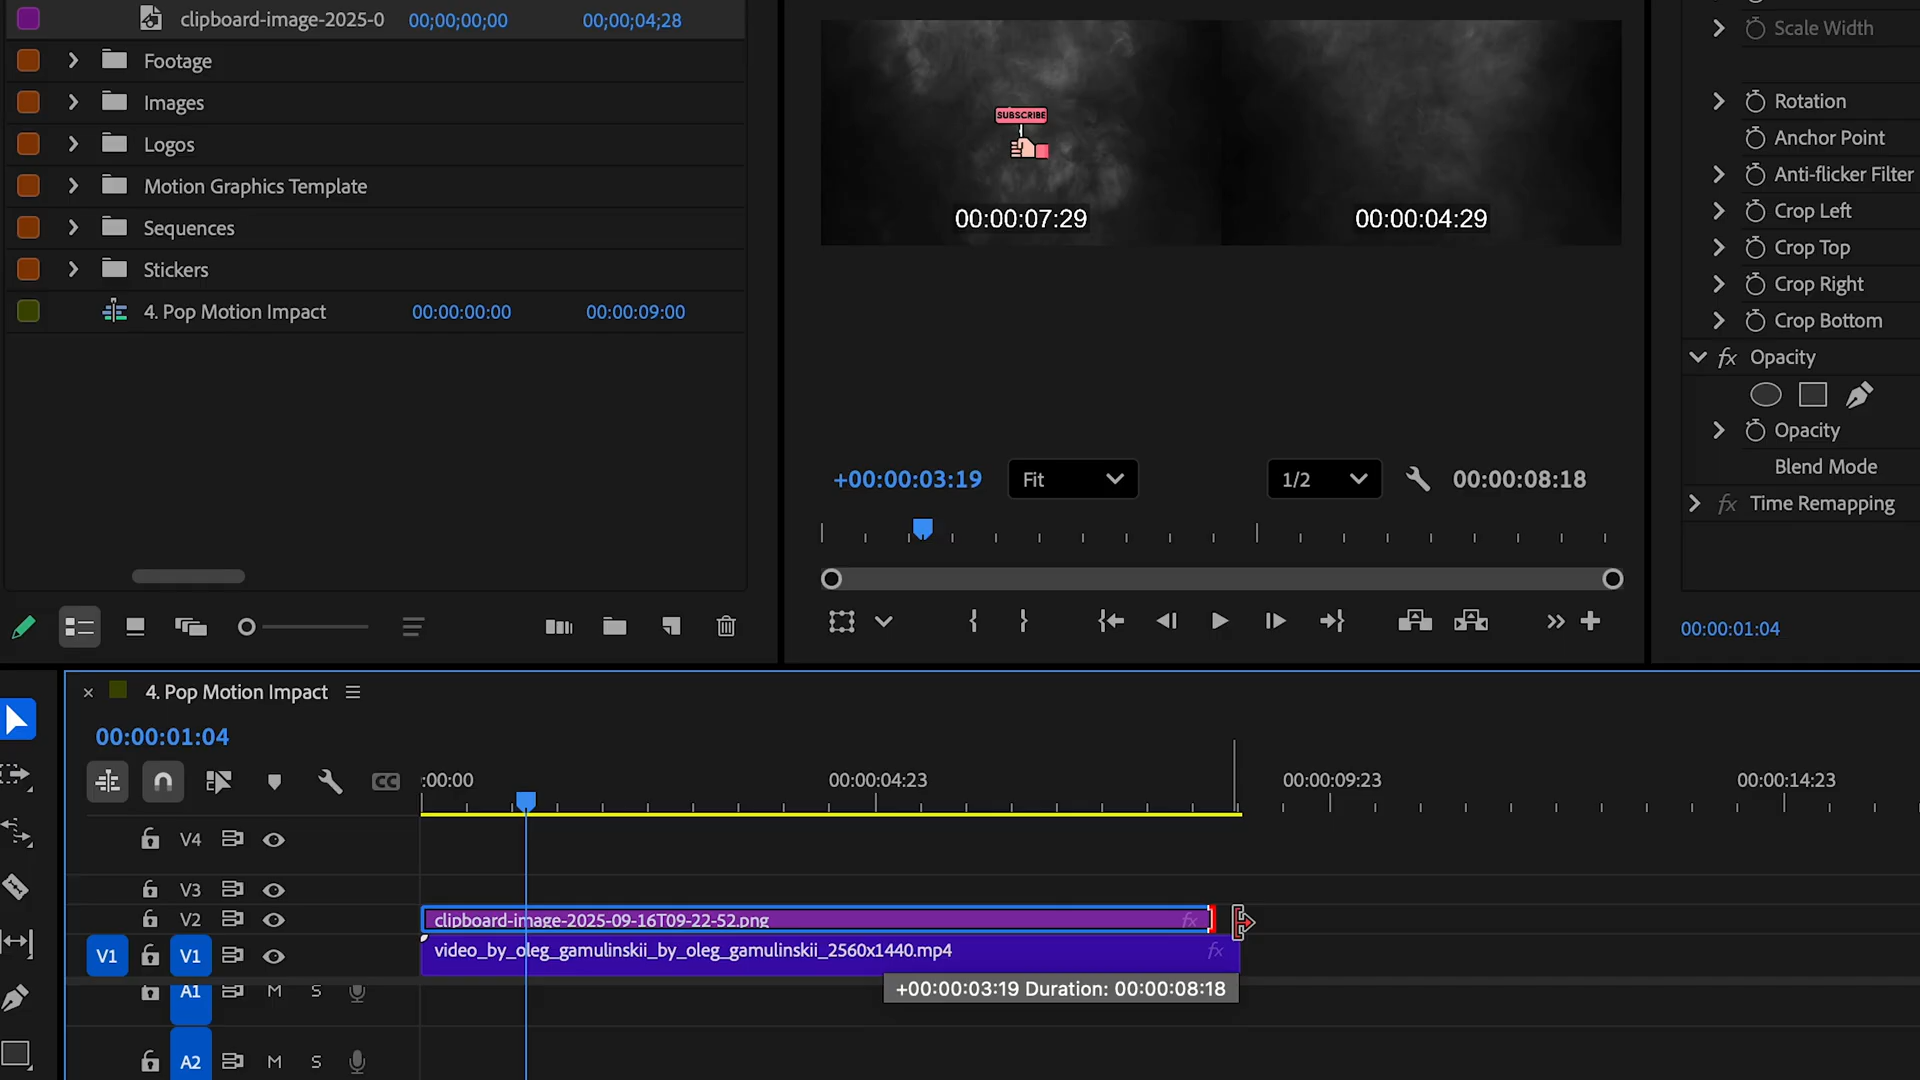 clipboard-image-2025-0 00;00;00;00 00;00;04;28
Footage
Images
Logos
Motion Graphics Template
Sequences
Stickers
4. Pop Motion Impact 00:00:00:00 00:00:09:00
SUBSCRIBE
00:00:07:29 00:00:04:29
+00:00:03:19 Fit 1/2 00:00:08:18
Scale Width
Rotation
Anchor Point
Anti-flicker Filter
Crop Left
Crop Top
Crop Right
Crop Bottom
fx Opacity
Opacity
Blend Mode
fx Time Remapping
00:00:01:04
× 4. Pop Motion Impact
00:00:01:04
CC :00:00 00:00:04:23 00:00:09:23 00:00:14:23
V4
V3
V2 clipboard-image-2025-09-16T09-22-52.png fx
V1 V1 video_by_oleg_gamulinskii_by_oleg_gamulinskii_2560x1440.mp4 fx
+00:00:03:19 Duration: 00:00:08:18
A1 M S
A2 M S